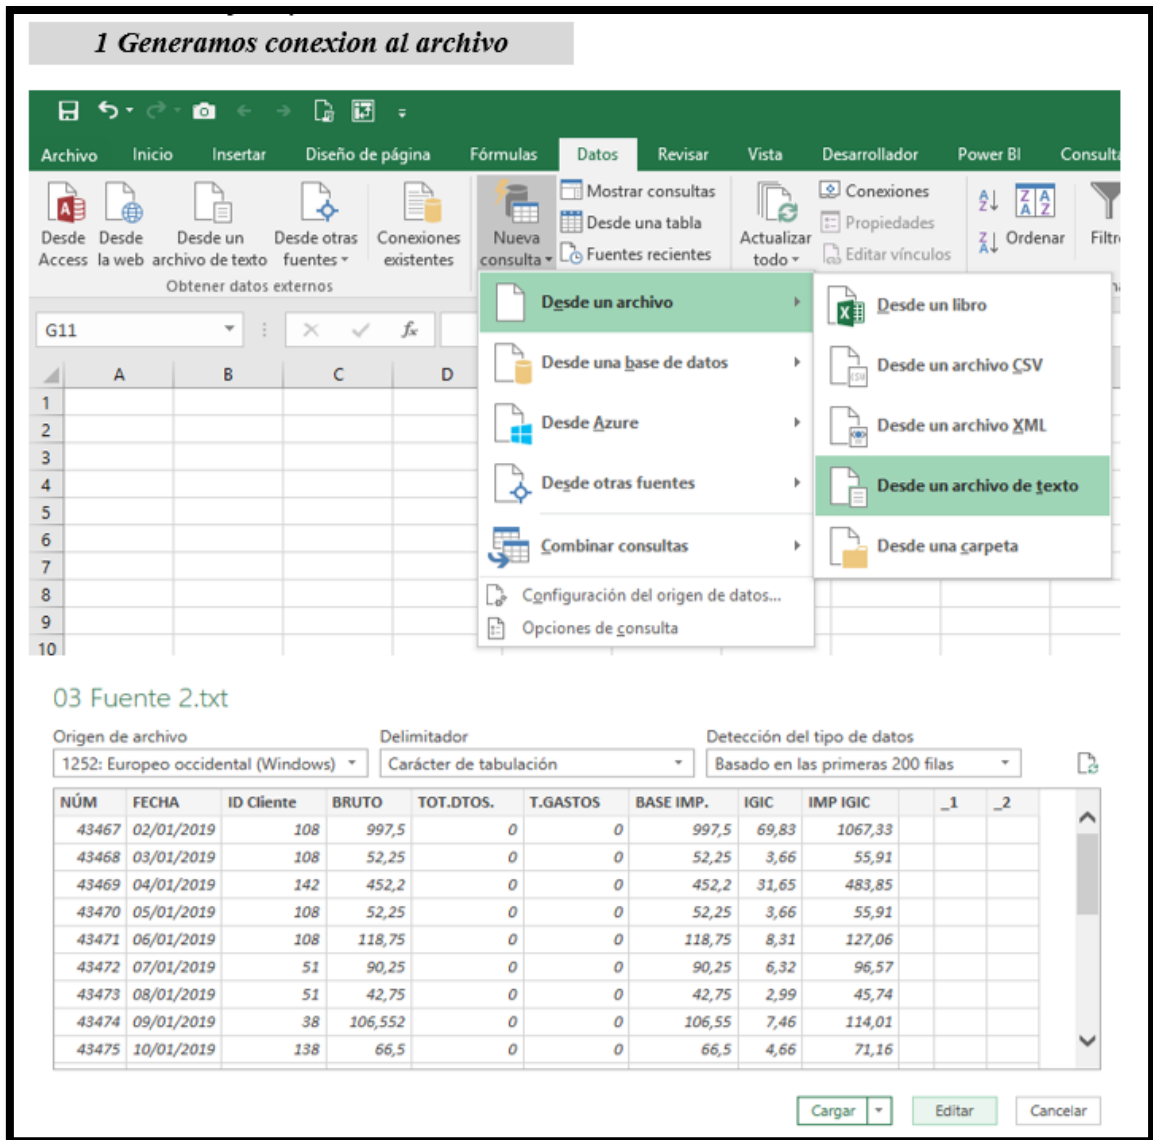 1 Generamos conexion al archivo
Archivo Inicio Insertar Diseño de página Fórmulas Datos Revisar Vista Desarrollador Power BI Consulta
Desde Access
Desde la web
Desde un archivo de texto
Desde otras fuentes
Conexiones existentes
Obtener datos externos
Nueva consulta
Mostrar consultas
Desde una tabla
Fuentes recientes
Actualizar todo
Conexiones
Propiedades
Editar vínculos
Ordenar
Filtr
G11
fx
A B C D
1
2
3
4
5
6
7
8
9
10
Desde un archivo
Desde una base de datos
Desde Azure
Desde otras fuentes
Combinar consultas
Configuración del origen de datos...
Opciones de consulta
Desde un libro
Desde un archivo CSV
Desde un archivo XML
Desde un archivo de texto
Desde una carpeta
03 Fuente 2.txt
Origen de archivo Delimitador Detección del tipo de datos
1252: Europeo occidental (Windows) Carácter de tabulación Basado en las primeras 200 filas
NÚM FECHA ID Cliente BRUTO TOT.DTOS. T.GASTOS BASE IMP. IGIC IMP IGIC _1 _2
43467 02/01/2019 108 997,5 0 0 997,5 69,83 1067,33
43468 03/01/2019 108 52,25 0 0 52,25 3,66 55,91
43469 04/01/2019 142 452,2 0 0 452,2 31,65 483,85
43470 05/01/2019 108 52,25 0 0 52,25 3,66 55,91
43471 06/01/2019 108 118,75 0 0 118,75 8,31 127,06
43472 07/01/2019 51 90,25 0 0 90,25 6,32 96,57
43473 08/01/2019 51 42,75 0 0 42,75 2,99 45,74
43474 09/01/2019 38 106,552 0 0 106,55 7,46 114,01
43475 10/01/2019 138 66,5 0 0 66,5 4,66 71,16
Cargar Editar Cancelar